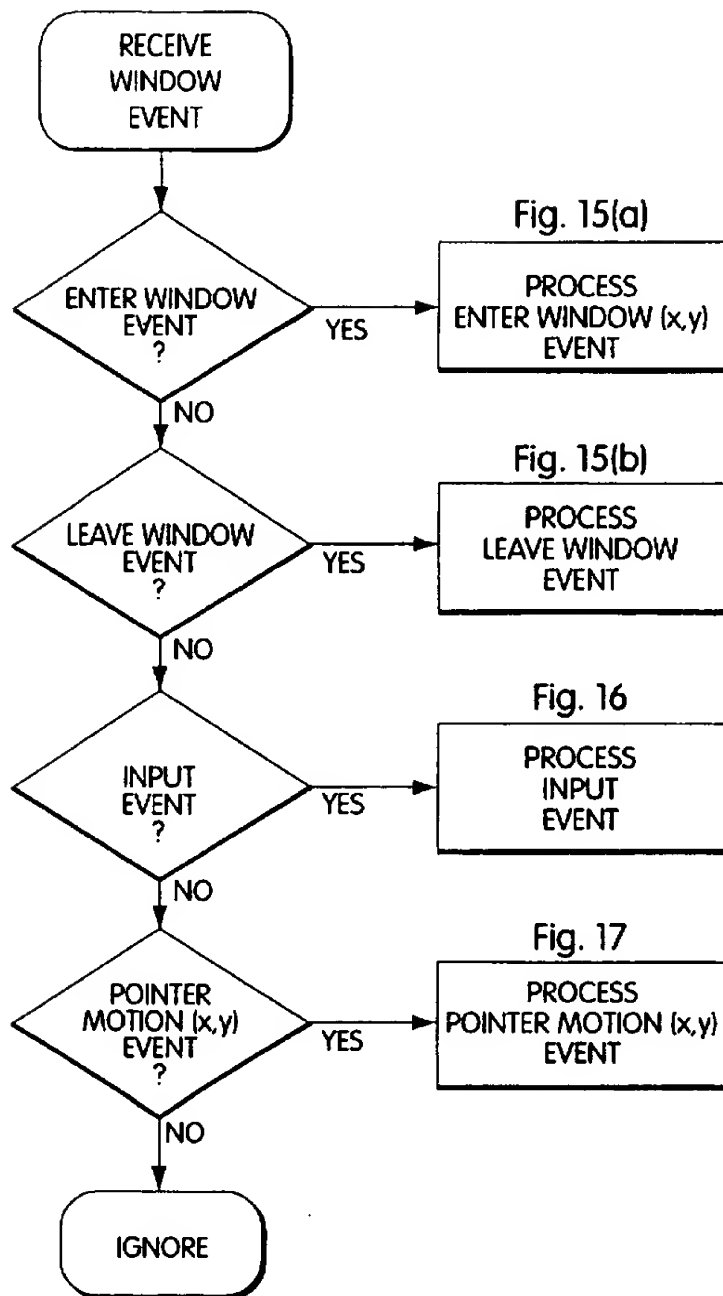 RECEIVE
WINDOW
EVENT
Fig. 15(a)
ENTER WINDOW
EVENT
?
YES
PROCESS
ENTER WINDOW (x,y)
EVENT
NO
Fig. 15(b)
LEAVE WINDOW
EVENT
?
YES
PROCESS
LEAVE WINDOW
EVENT
NO
Fig. 16
INPUT
EVENT
?
YES
PROCESS
INPUT
EVENT
NO
Fig. 17
POINTER
MOTION (x,y)
EVENT
?
YES
PROCESS
POINTER MOTION (x,y)
EVENT
NO
IGNORE